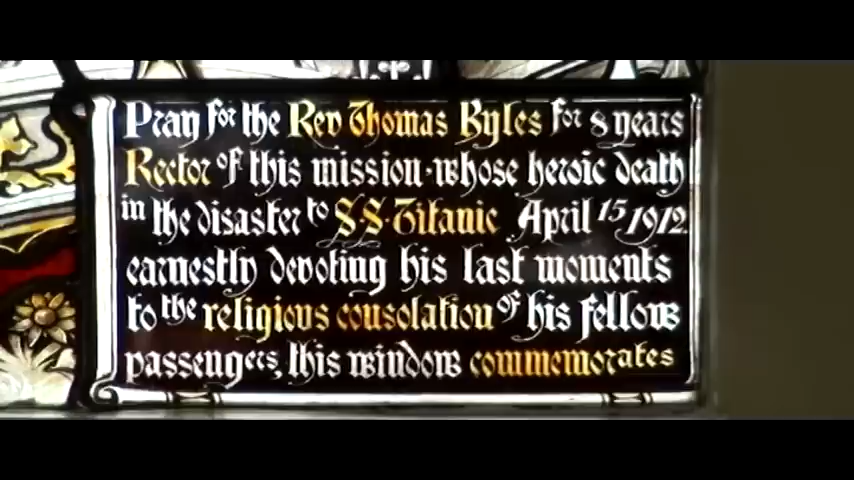 Pray for the Rev Thomas Byles for 8 years
Rector of this mission·whose heroic death
in the disaster to S·S·Titanic April 15 1912.
earnestly devoting his last moments
to the religious consolation of his fellow
passengers, this window commemorates